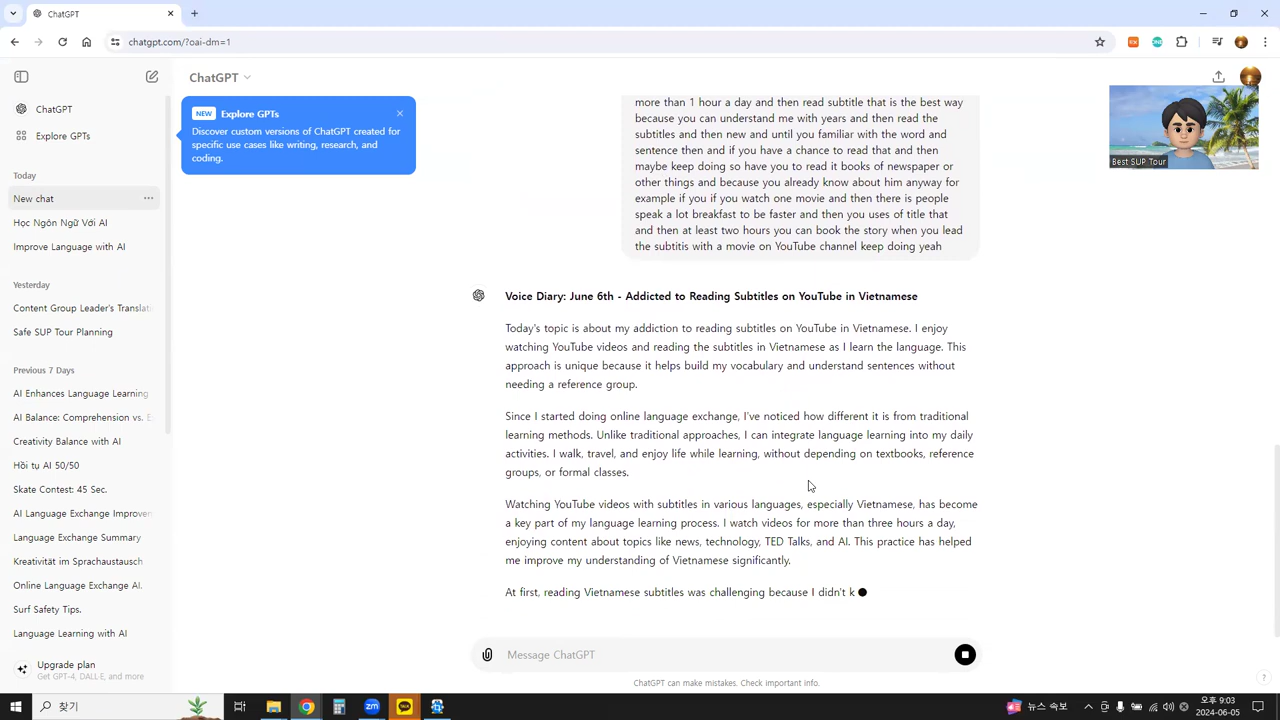 ChatGPT
chatgpt.com/?oai-dm=1
ChatGPT
Explore GPTs
Today
New chat
Học Ngôn Ngữ Với AI
Improve Language with AI
Yesterday
Content Group Leader's Translati
Safe SUP Tour Planning
Previous 7 Days
AI Enhances Language Learning
AI Balance: Comprehension vs. E
Creativity Balance with AI
Hồi tụ AI 50/50
Skate Contest: 45 Sec.
AI Language Exchange Improvem
Language Exchange Summary
Kreativität im Sprachaustausch
Online Language Exchange AI.
Surf Safety Tips.
Language Learning with AI
Upgrade plan
Get GPT-4, DALL·E, and more
ChatGPT
NEW Explore GPTs
Discover custom versions of ChatGPT created for
specific use cases like writing, research, and
coding.
Best SUP Tour
more than 1 hour a day and then read subtitle that is the best way
because you can understand me with years and then read the
subtitles and then new and until you familiar with the word and
sentence then and if you have a chance to read that and then
maybe keep doing so have you to read it books of newspaper or
other things and because you already know about him anyway for
example if you if you watch one movie and then there is people
speak a lot breakfast to be faster and then you uses of title that
and then at least two hours you can book the story when you lead
the subtitis with a movie on YouTube channel keep doing yeah
Voice Diary: June 6th - Addicted to Reading Subtitles on YouTube in Vietnamese
Today's topic is about my addiction to reading subtitles on YouTube in Vietnamese. I enjoy
watching YouTube videos and reading the subtitles in Vietnamese as I learn the language. This
approach is unique because it helps build my vocabulary and understand sentences without
needing a reference group.
Since I started doing online language exchange, I've noticed how different it is from traditional
learning methods. Unlike traditional approaches, I can integrate language learning into my daily
activities. I walk, travel, and enjoy life while learning, without depending on textbooks, reference
groups, or formal classes.
Watching YouTube videos with subtitles in various languages, especially Vietnamese, has become
a key part of my language learning process. I watch videos for more than three hours a day,
enjoying content about topics like news, technology, TED Talks, and AI. This practice has helped
me improve my understanding of Vietnamese significantly.
At first, reading Vietnamese subtitles was challenging because I didn't k
Message ChatGPT
ChatGPT can make mistakes. Check important info.
?
찾기
뉴스 속보
오후 9:03
2024-06-05